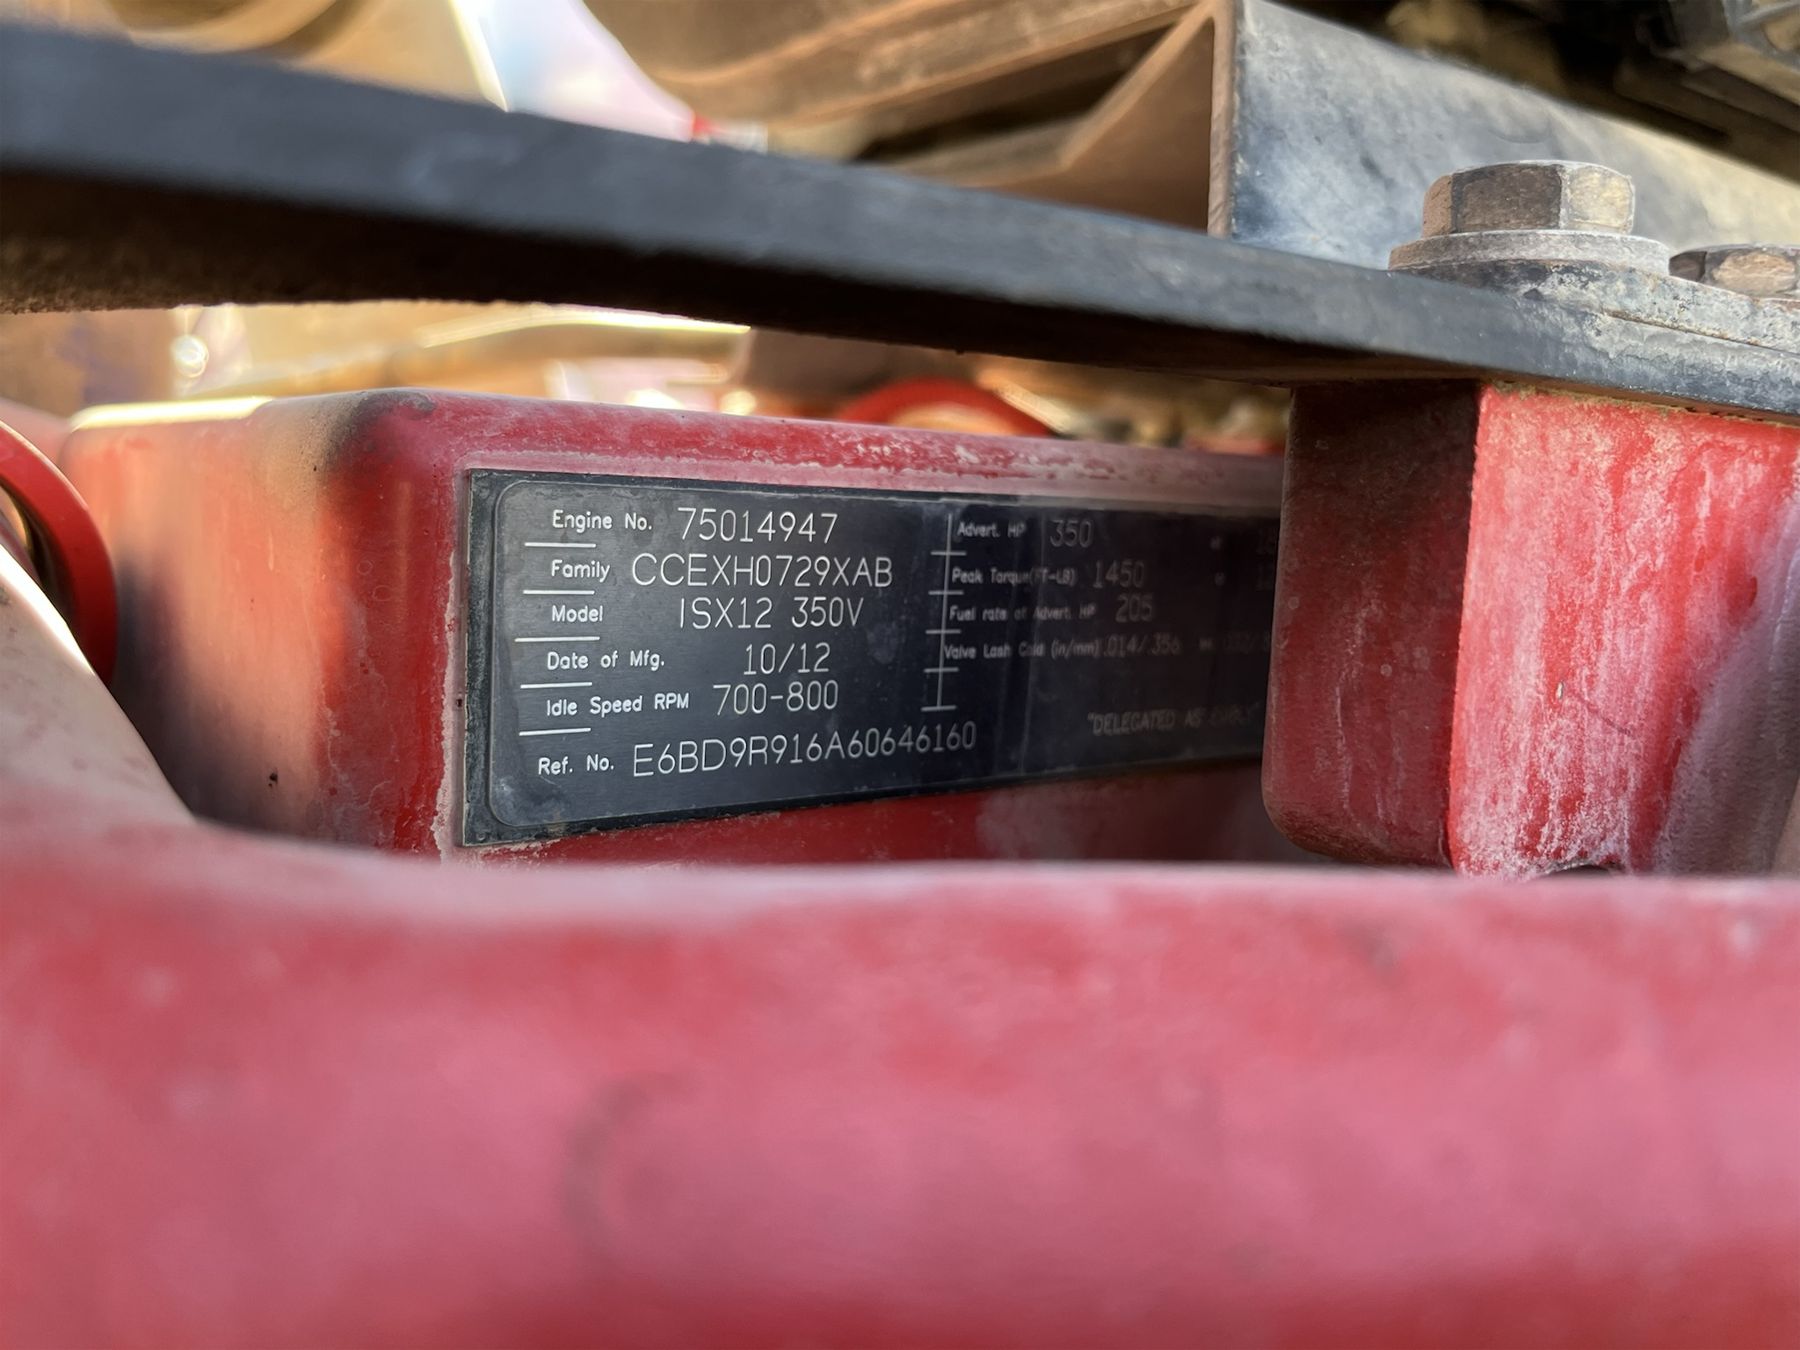 Engine No. 75014947
Family CCEXH0729XAB
Model ISX12 350V
Date of Mfg. 10/12
Idle Speed RPM 700-800
Ref. No. E6BD9R916A60646160
Advert. HP 350
Peak Torque(FT-LB) 1450
Fuel rate at Advert. HP 205
Valve Lash Cold (in/mm) .014/.356
"DELEGATED AS